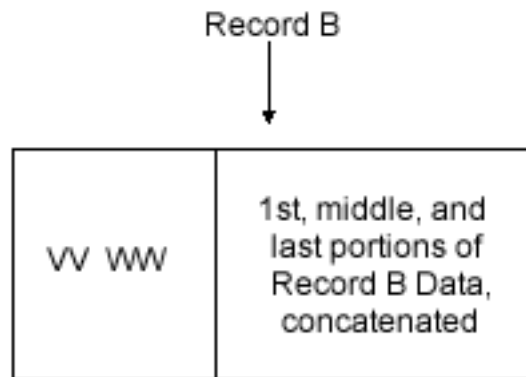 Record B
VV WW
1st, middle, and
last portions of
Record B Data,
concatenated